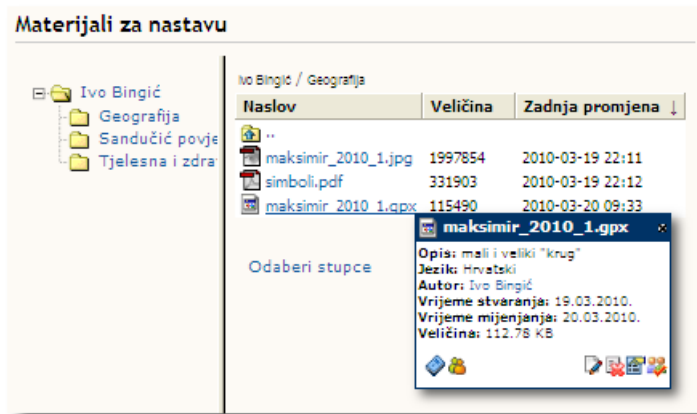 Materijali za nastavu
Ivo Bingić
Geografija
Sandučić povje
Tjelesna i zdra
Ivo Bingić / Geografija
Naslov Veličina Zadnja promjena ↓
..
maksimir_2010_1.jpg 1997854 2010-03-19 22:11
simboli.pdf 331903 2010-03-19 22:12
maksimir_2010_1.gpx 115490 2010-03-20 09:33
Odaberi stupce
maksimir_2010_1.gpx
Opis: mali i veliki "krug"
Jezik: Hrvatski
Autor: Ivo Bingić
Vrijeme stvaranja: 19.03.2010.
Vrijeme mijenjanja: 20.03.2010.
Veličina: 112.78 KB